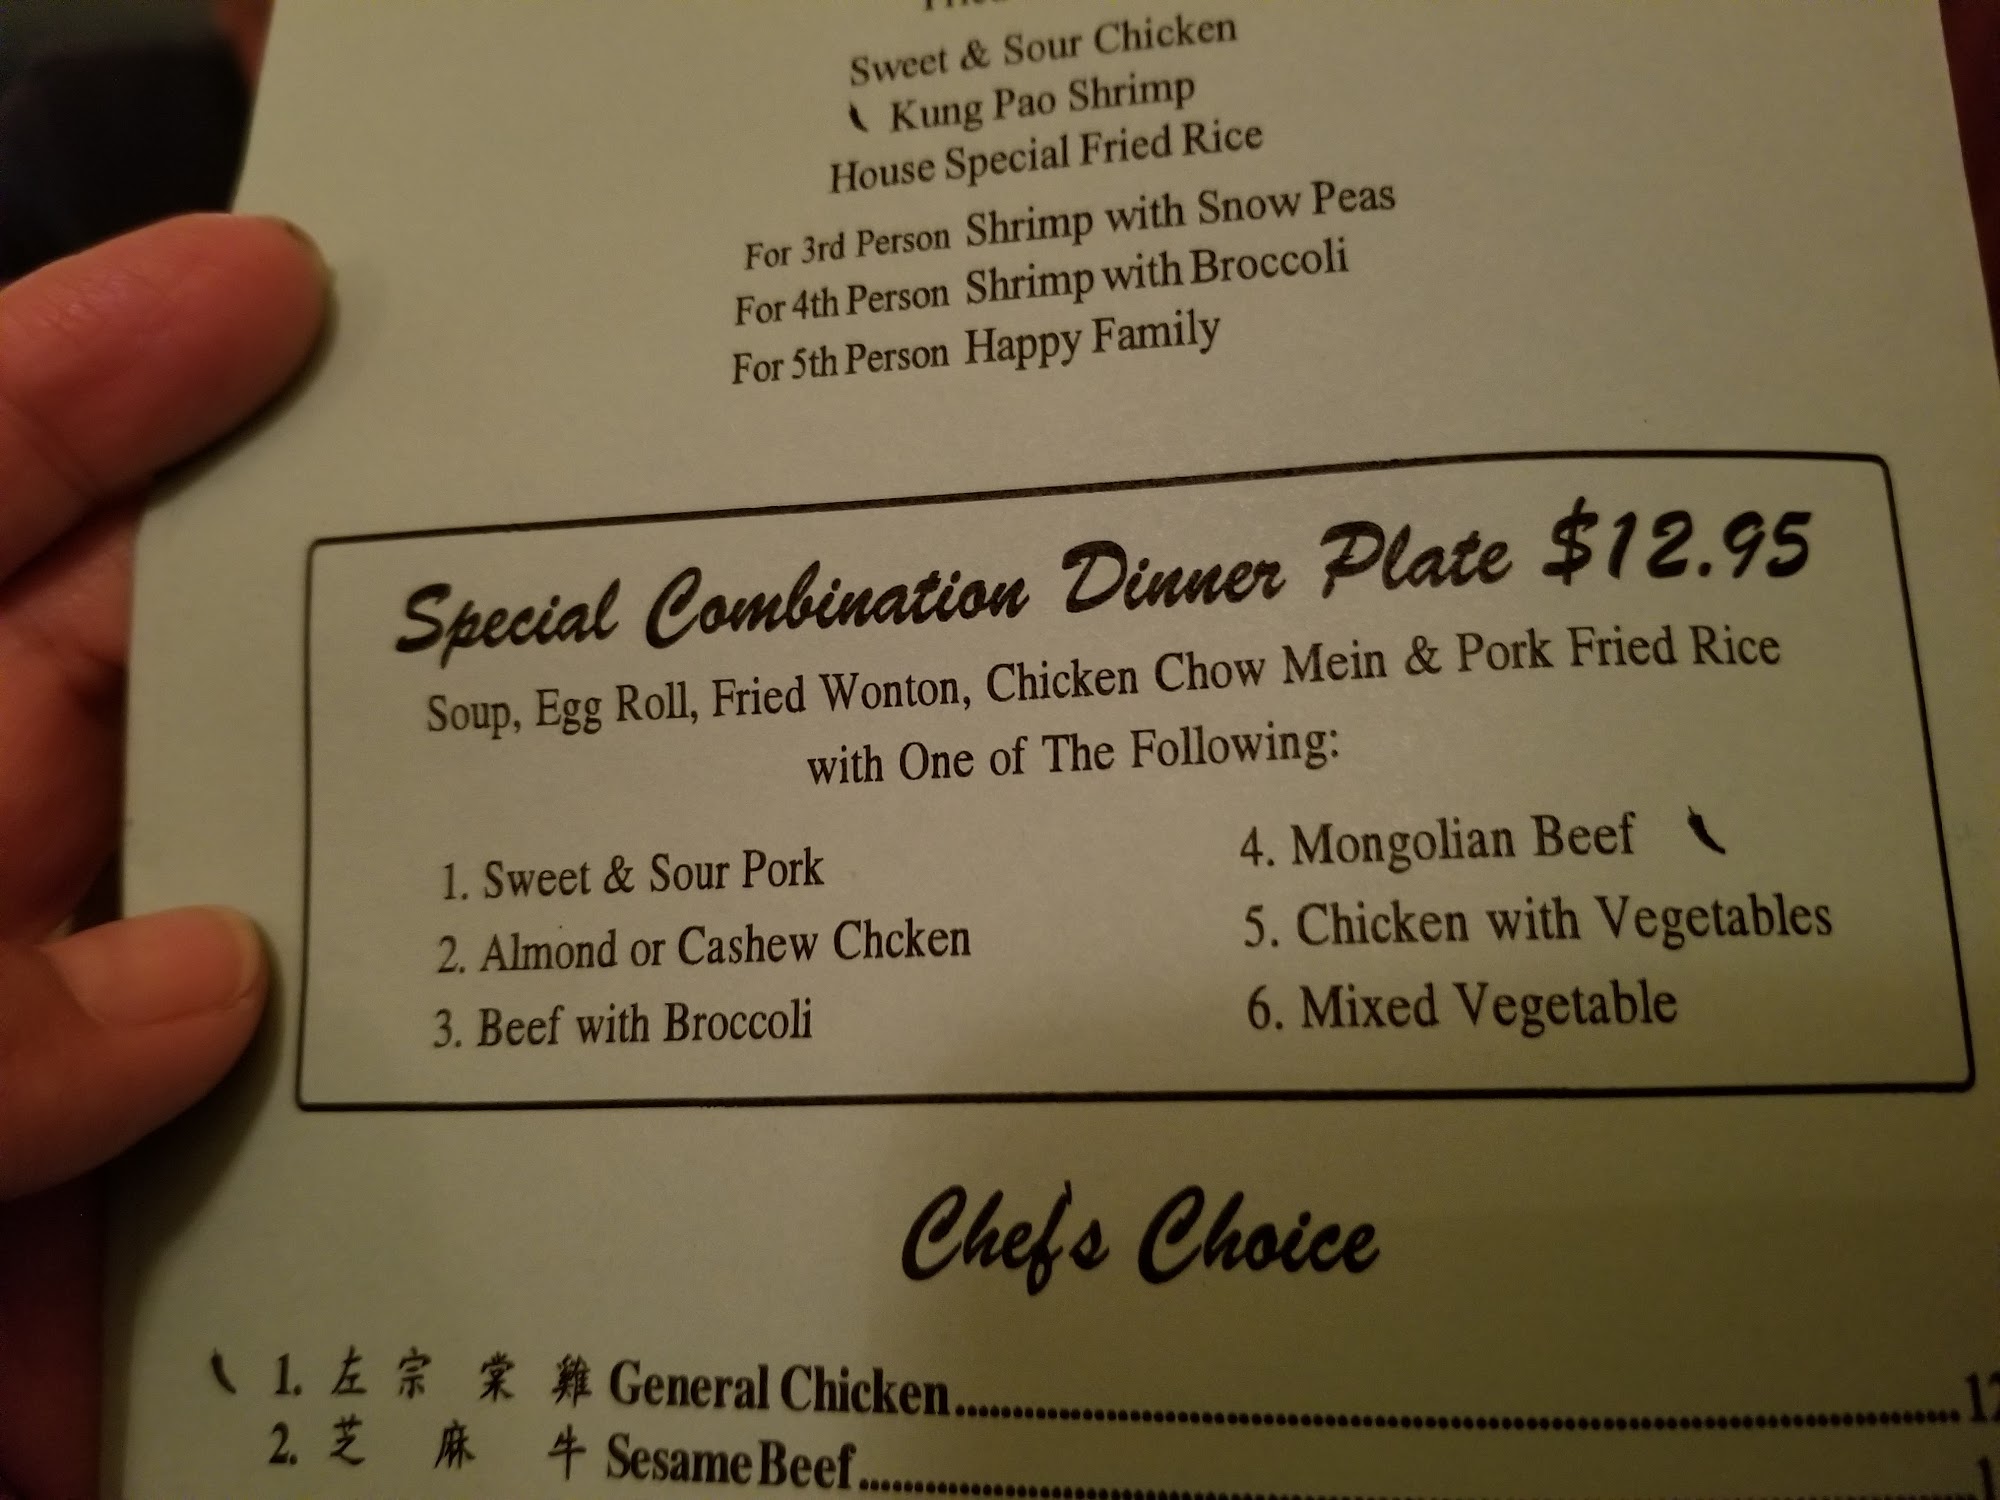 Sweet & Sour Chicken
Kung Pao Shrimp
House Special Fried Rice
For 3rd Person Shrimp with Snow Peas
For 4th Person Shrimp with Broccoli
For 5th Person Happy Family
Special Combination Dinner Plate $12.95
Soup, Egg Roll, Fried Wonton, Chicken Chow Mein & Pork Fried Rice
with One of The Following:
1. Sweet & Sour Pork
2. Almond or Cashew Chcken
3. Beef with Broccoli
4. Mongolian Beef
5. Chicken with Vegetables
6. Mixed Vegetable
Chef's Choice
1. 左宗棠雞 General Chicken
2. 芝麻牛 Sesame Beef